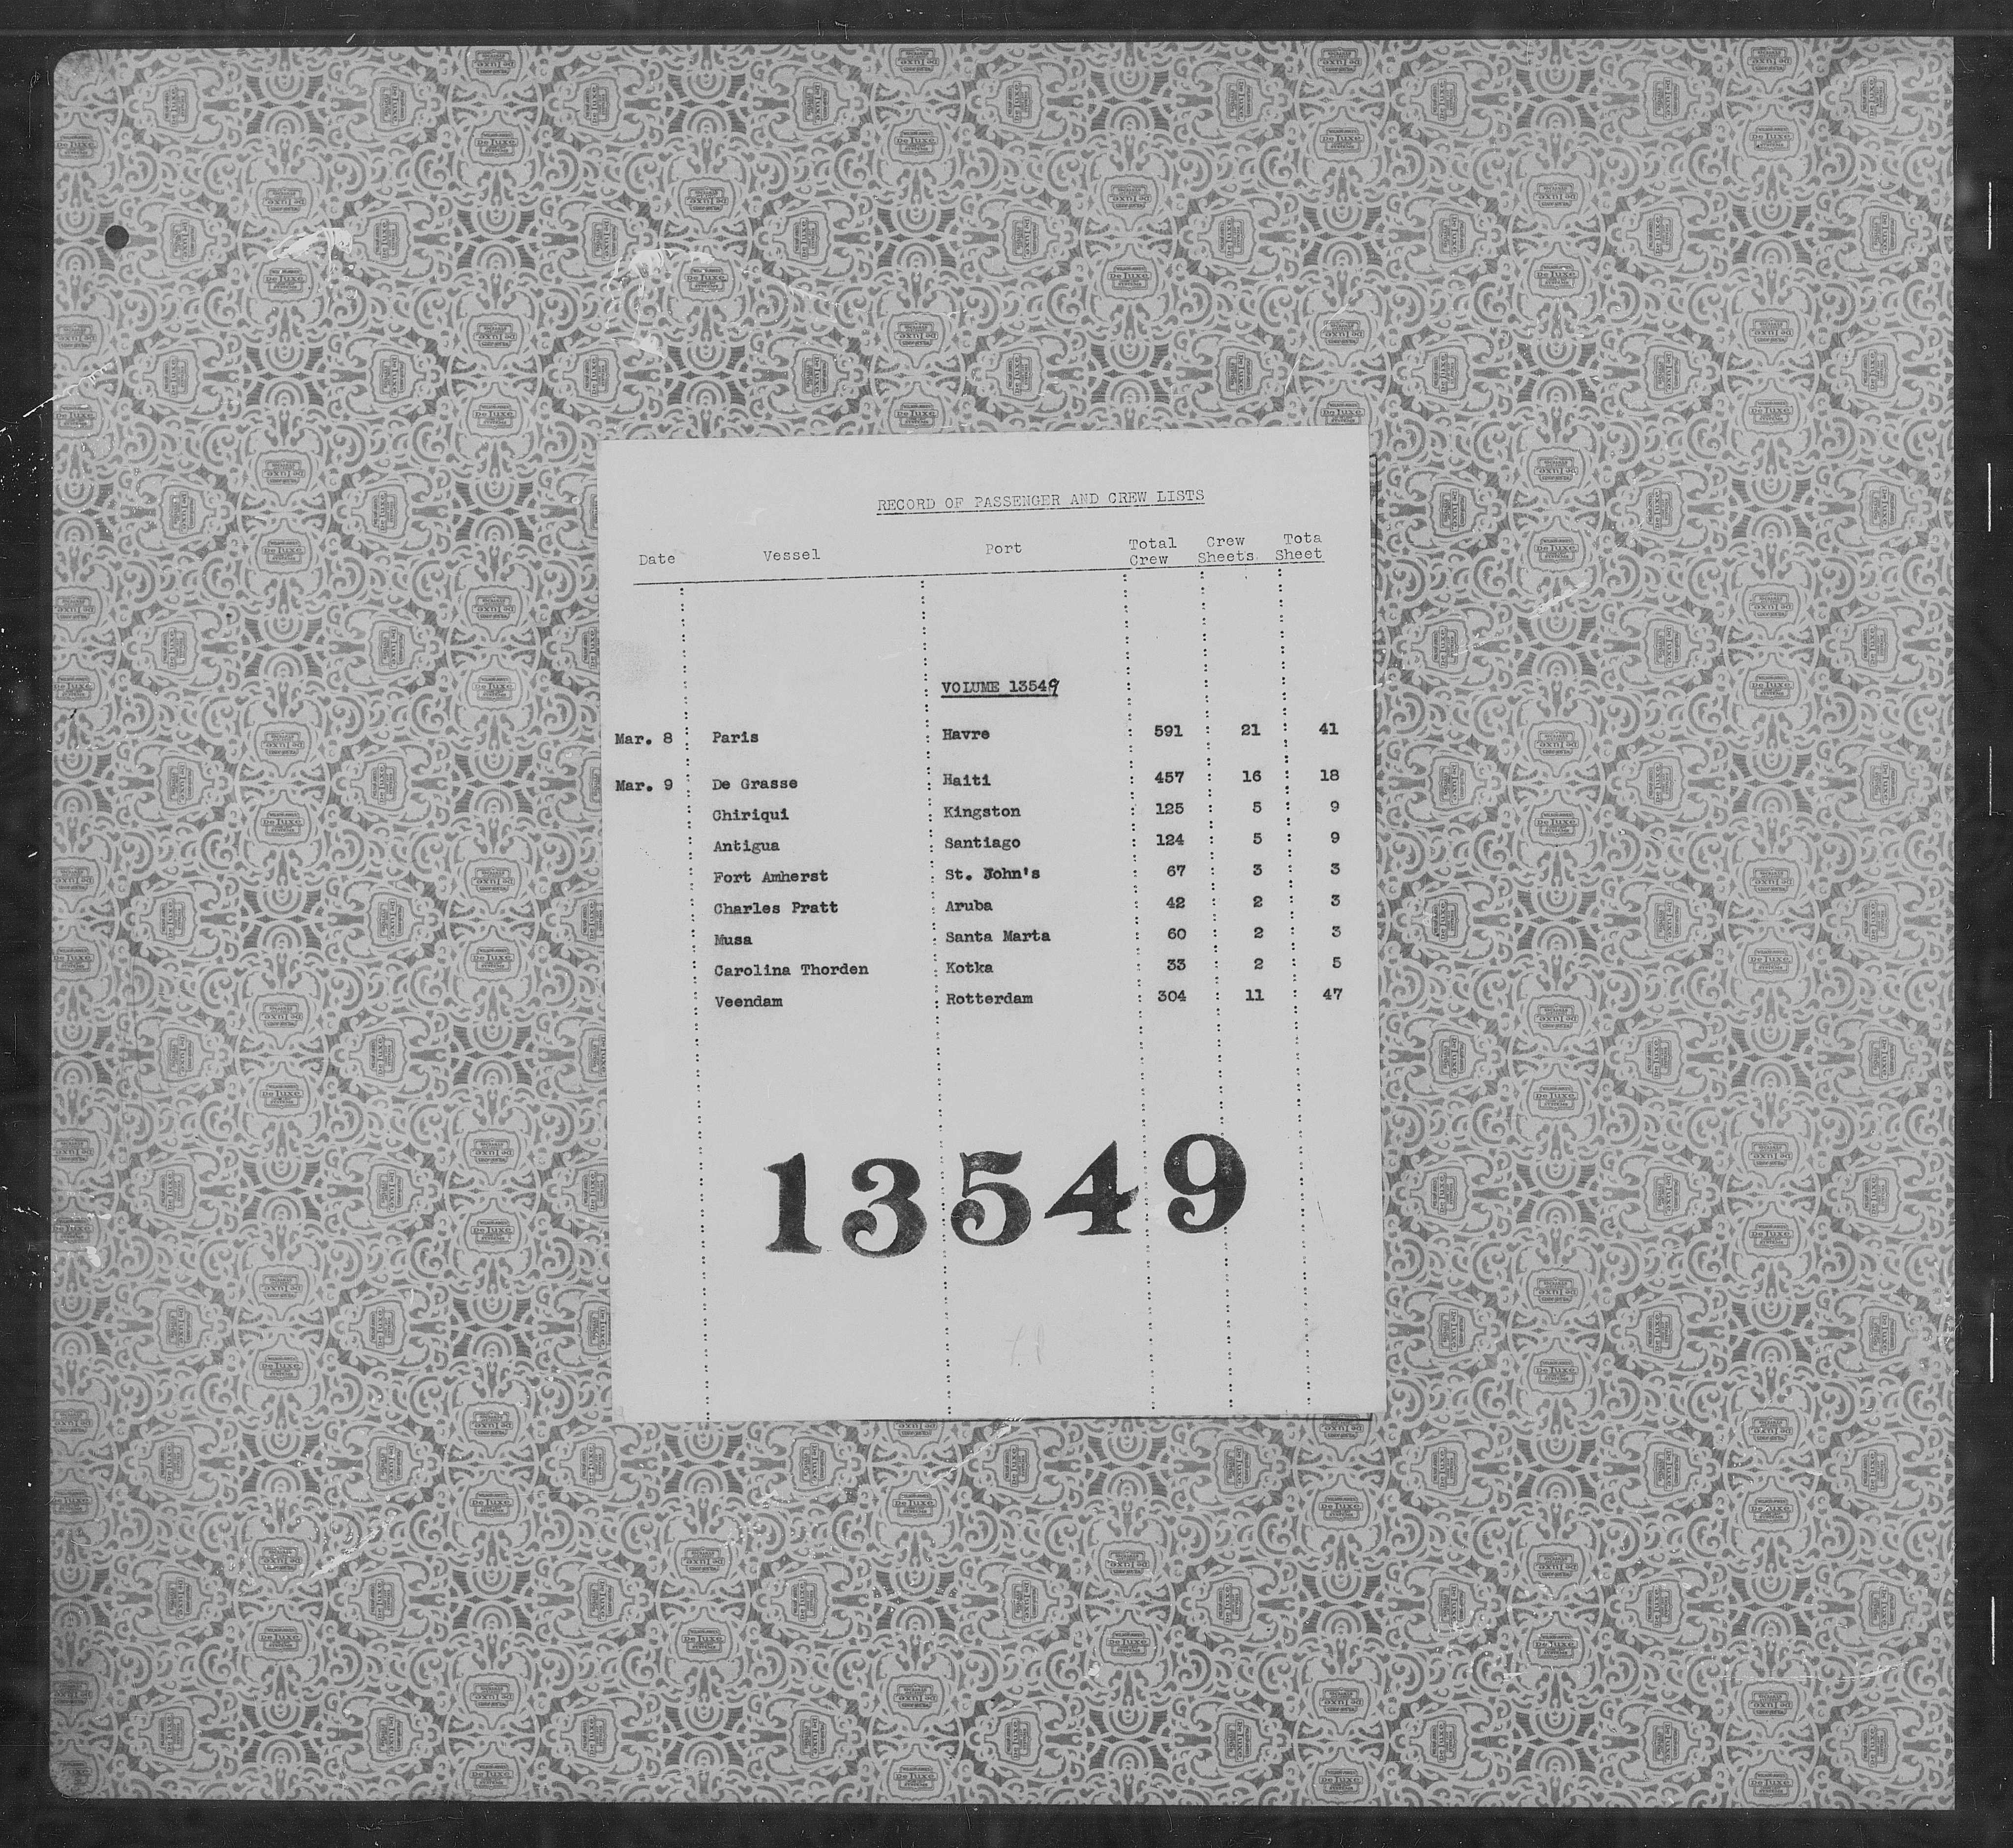 RECORD OF PASSENGER AND CREW LISTS
Date Vessel Port Total Crew Crew Sheets Tota Sheet
VOLUME 13549
Mar. 8 Paris Havre 591 21 41
Mar. 9 De Grasse Haiti 457 16 18
Chiriqui Kingston 125 5 9
Antigua Santiago 124 5 9
Fort Amherst St. John's 67 3 3
Charles Pratt Aruba 42 2 3
Musa Santa Marta 60 2 3
Carolina Thorden Kotka 33 2 5
Veendam Rotterdam 304 11 47
13549
De Luxe